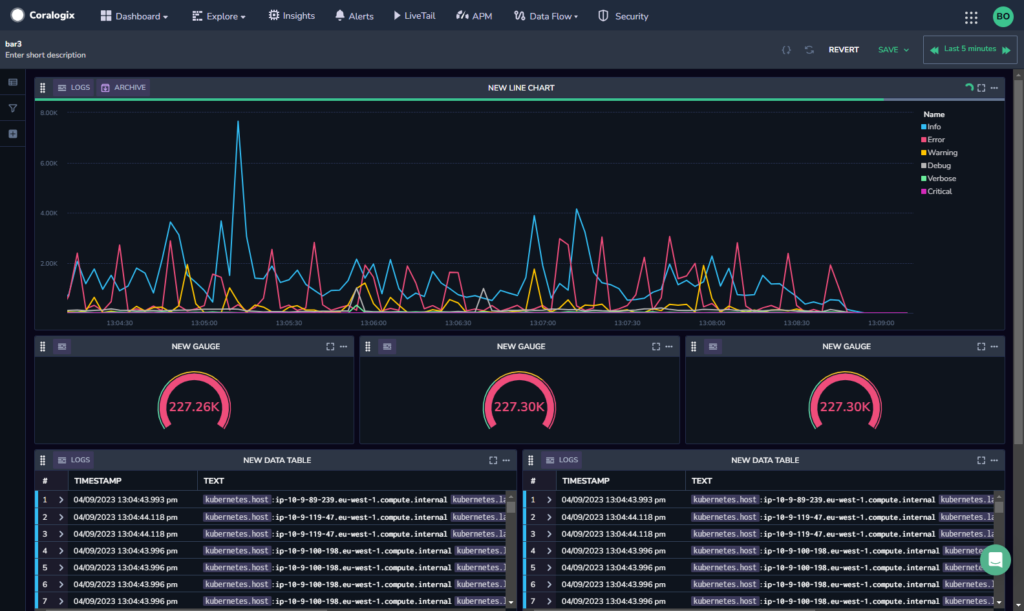 Coralogix Dashboard Explore Insights Alerts LiveTail APM Data Flow Security BO
bar3
Enter short description
REVERT SAVE Last 5 minutes
LOGS ARCHIVE NEW LINE CHART
8.00K
6.00K
4.00K
2.00K
13:04:30 13:05:00 13:05:30 13:06:00 13:06:30 13:07:00 13:07:30 13:08:00 13:08:30 13:09:00
Name
Info
Error
Warning
Debug
Verbose
Critical
NEW GAUGE NEW GAUGE NEW GAUGE
227.26K 227.30K 227.30K
LOGS NEW DATA TABLE
# TIMESTAMP TEXT
1 04/09/2023 13:04:43.993 pm kubernetes.host:ip-10-9-89-239.eu-west-1.compute.internal kubernetes.la
2 04/09/2023 13:04:44.118 pm kubernetes.host:ip-10-9-119-47.eu-west-1.compute.internal kubernetes.la
3 04/09/2023 13:04:44.118 pm kubernetes.host:ip-10-9-119-47.eu-west-1.compute.internal kubernetes.la
4 04/09/2023 13:04:43.996 pm kubernetes.host:ip-10-9-100-198.eu-west-1.compute.internal kubernetes.l
5 04/09/2023 13:04:43.996 pm kubernetes.host:ip-10-9-100-198.eu-west-1.compute.internal kubernetes.l
6 04/09/2023 13:04:43.996 pm kubernetes.host:ip-10-9-100-198.eu-west-1.compute.internal kubernetes.l
7 04/09/2023 13:04:43.996 pm kubernetes.host:ip-10-9-100-198.eu-west-1.compute.internal kubernetes.l
LOGS NEW DATA TABLE
# TIMESTAMP TEXT
1 04/09/2023 13:04:43.993 pm kubernetes.host:ip-10-9-89-239.eu-west-1.compute.internal kubernetes.la
2 04/09/2023 13:04:44.118 pm kubernetes.host:ip-10-9-119-47.eu-west-1.compute.internal kubernetes.la
3 04/09/2023 13:04:44.118 pm kubernetes.host:ip-10-9-119-47.eu-west-1.compute.internal kubernetes.la
4 04/09/2023 13:04:43.996 pm kubernetes.host:ip-10-9-100-198.eu-west-1.compute.internal kubernete
5 04/09/2023 13:04:43.996 pm kubernetes.host:ip-10-9-100-198.eu-west-1.compute.internal kubern
6 04/09/2023 13:04:43.996 pm kubernetes.host:ip-10-9-100-198.eu-west-1.compute.internal kubernete
7 04/09/2023 13:04:43.996 pm kubernetes.host:ip-10-9-100-198.eu-west-1.compute.internal kubernetes.l